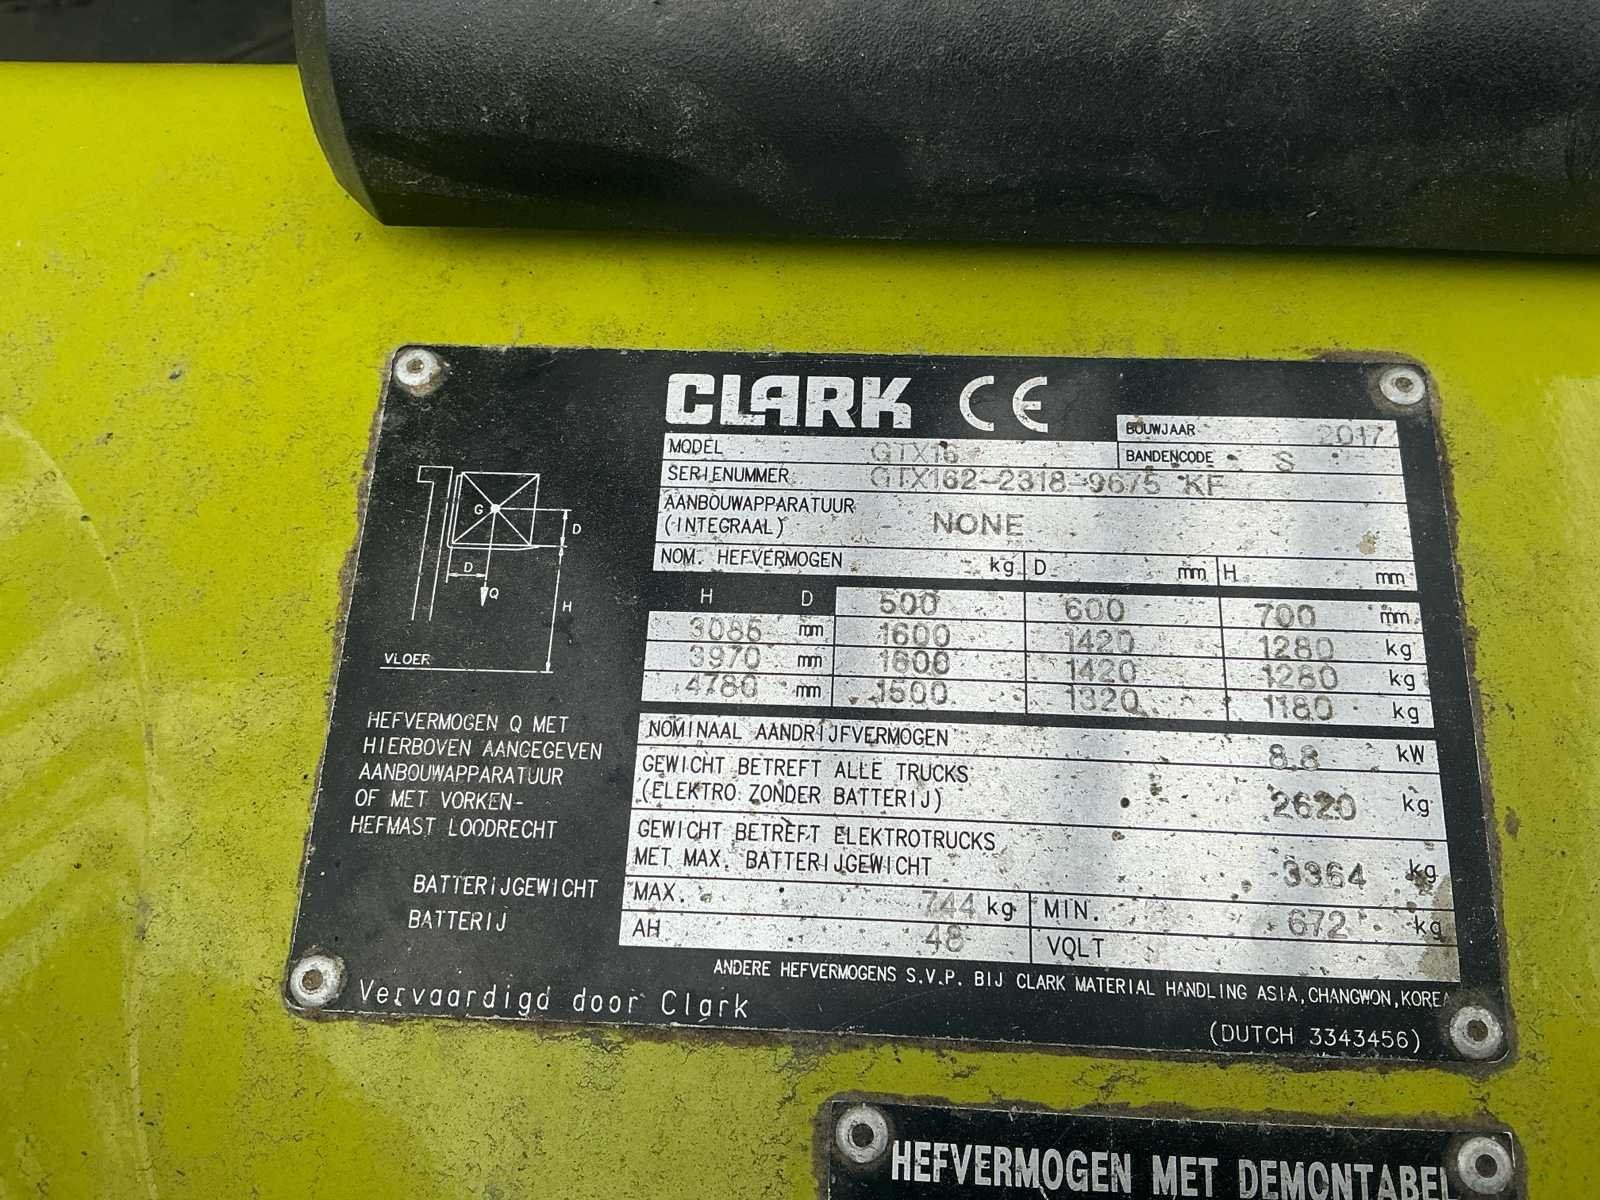 CLARK CE
BOUWJAAR 2017
MODEL GTX16
BANDENCODE S
SERIENUMMER GTX162-2318-9675 KF
AANBOUWAPPARATUUR
(INTEGRAAL) NONE
NOM. HEFVERMOGEN kg D mm H mm
H D 500 600 700 mm
3085 mm 1600 1420 1280 kg
3970 mm 1600 1420 1280 kg
4780 mm 1500 1320 1180 kg
G
D
D
Q
H
VLOER
HEFVERMOGEN Q MET
HIERBOVEN AANGEGEVEN
AANBOUWAPPARATUUR
OF MET VORKEN-
HEFMAST LOODRECHT
NOMINAAL AANDRIJFVERMOGEN 8.8 kW
GEWICHT BETREFT ALLE TRUCKS
(ELEKTRO ZONDER BATTERIJ) 2620 kg
GEWICHT BETREFT ELEKTROTRUCKS
MET MAX. BATTERIJGEWICHT 3364 kg
BATTERIJGEWICHT MAX. 744 kg MIN. 672 kg
BATTERIJ AH 48 VOLT
ANDERE HEFVERMOGENS S.V.P. BIJ CLARK MATERIAL HANDLING ASIA, CHANGWON, KOREA
Vervaardigd door Clark
(DUTCH 3343456)
HEFVERMOGEN MET DEMONTABEL